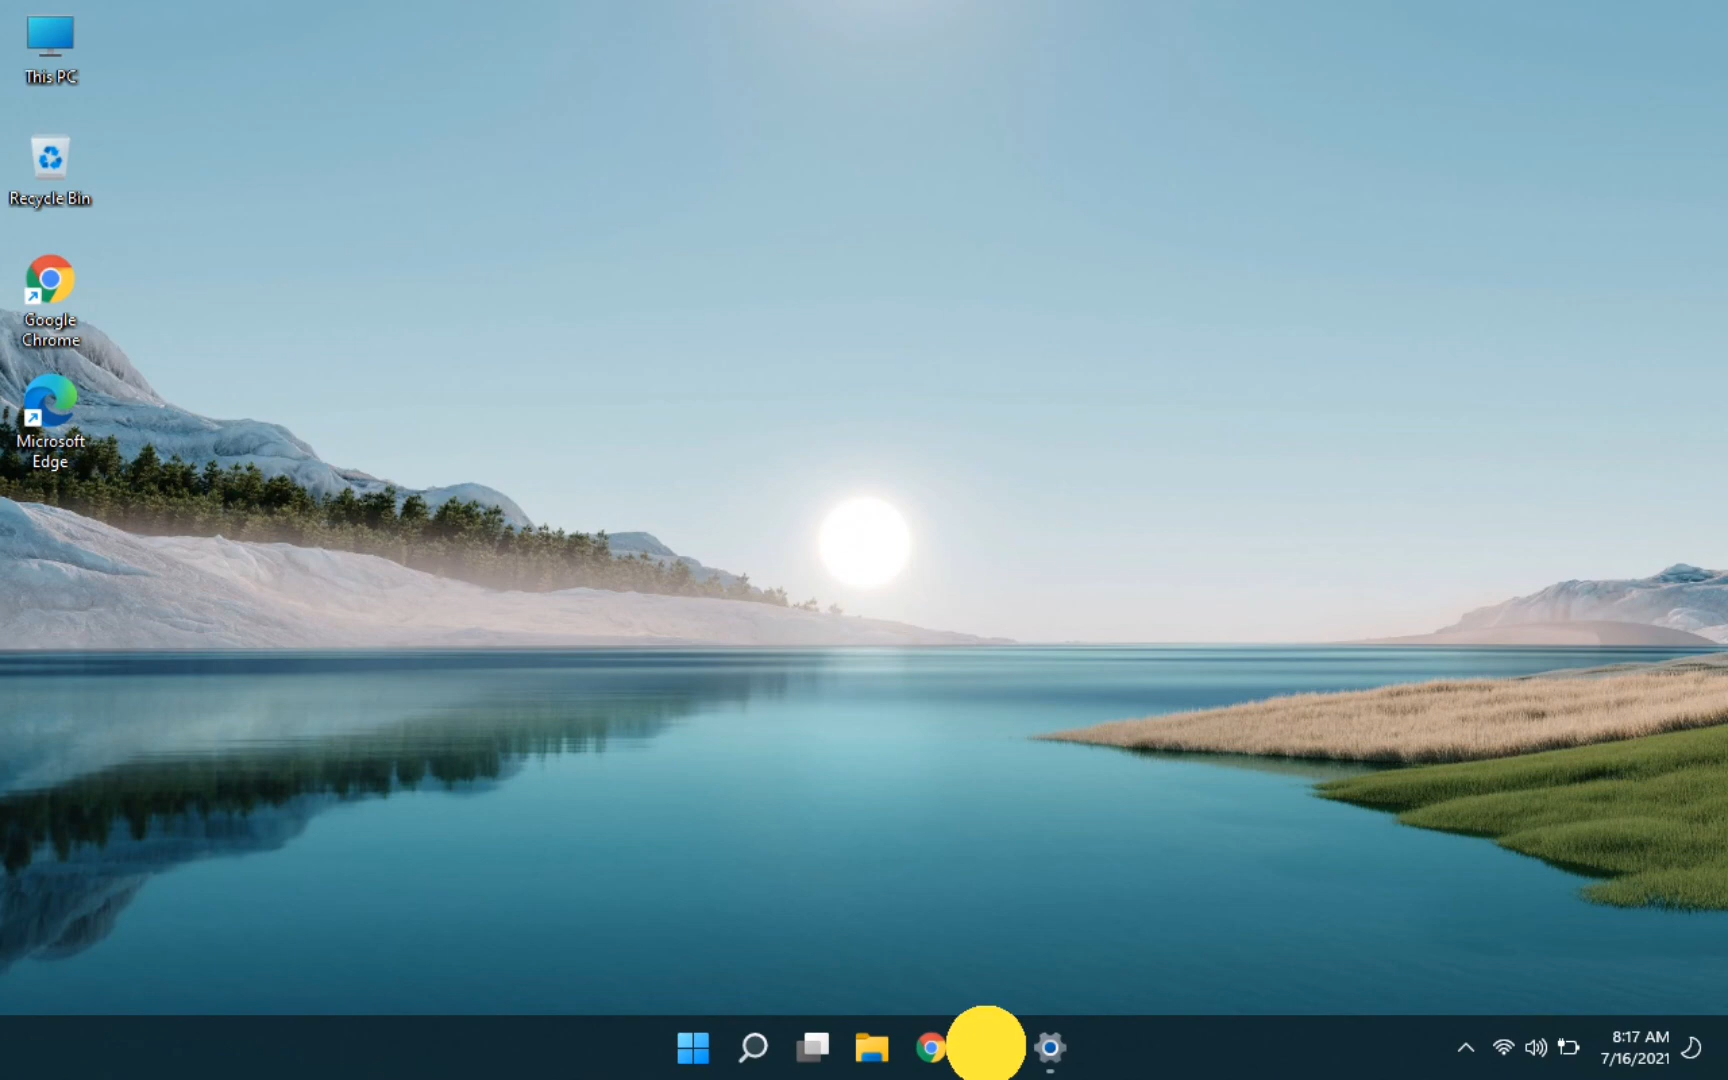 This PC
Recycle Bin
Google
Chrome
Microsoft
Edge
8:17 AM
7/16/2021